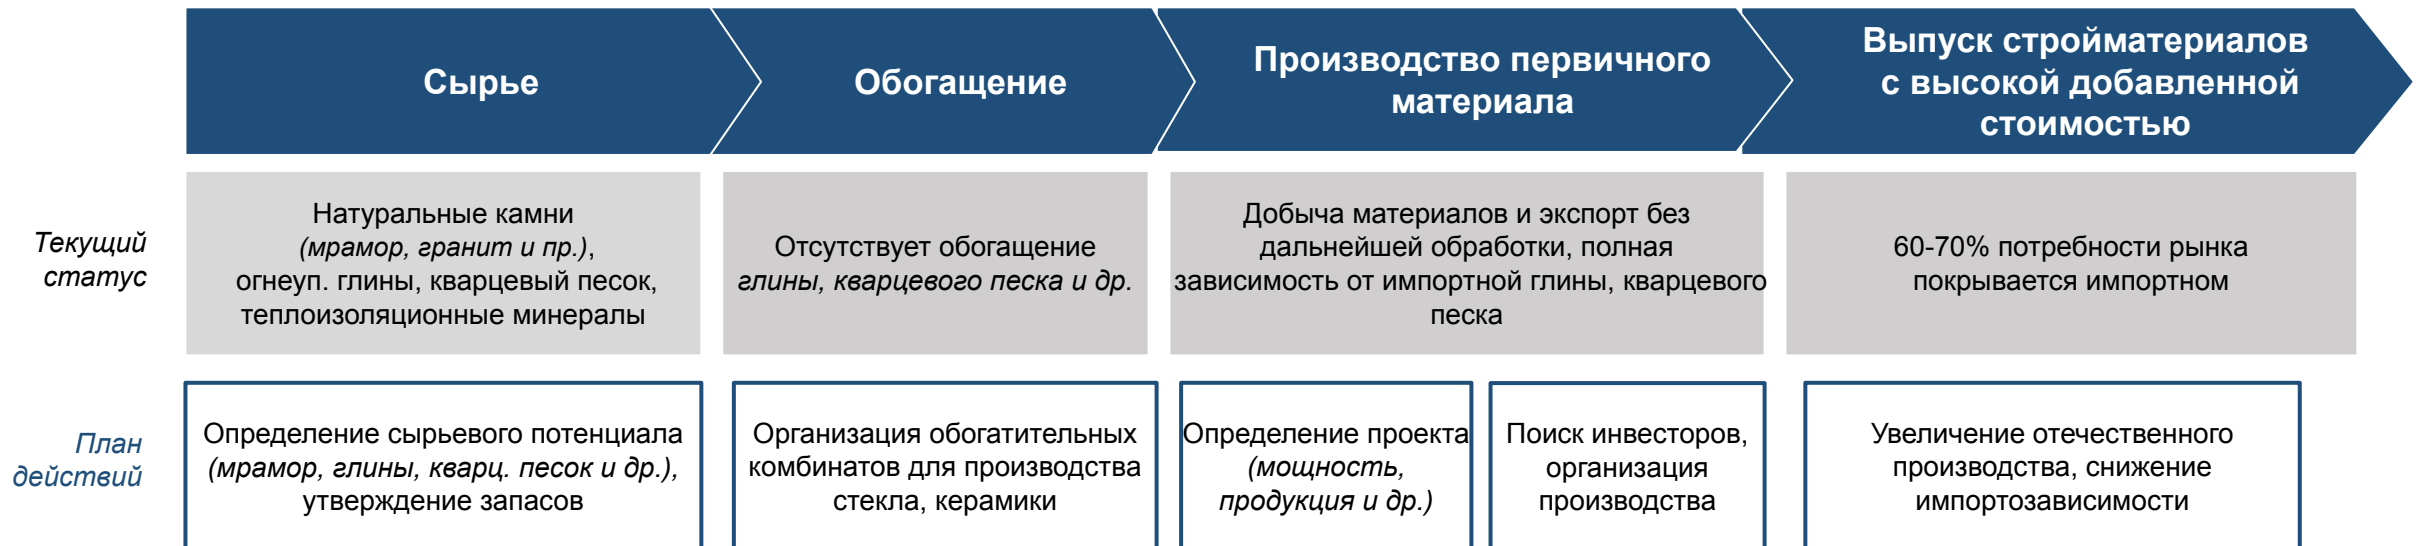 Сырье
Обогащение
Производство первичного
материала
Выпуск стройматериалов
с высокой добавленной
стоимостью
Текущий
статус
Натуральные камни
(мрамор, гранит и пр.),
огнеуп. глины, кварцевый песок,
теплоизоляционные минералы
Отсутствует обогащение
глины, кварцевого песка и др.
Добыча материалов и экспорт без
дальнейшей обработки, полная
зависимость от импортной глины, кварцевого
песка
60-70% потребности рынка
покрывается импортном
План
действий
Определение сырьевого потенциала
(мрамор, глины, кварц. песок и др.),
утверждение запасов
Организация обогатительных
комбинатов для производства
стекла, керамики
Определение проекта
(мощность,
продукция и др.)
Поиск инвесторов,
организация
производства
Увеличение отечественного
производства, снижение
импортозависимости